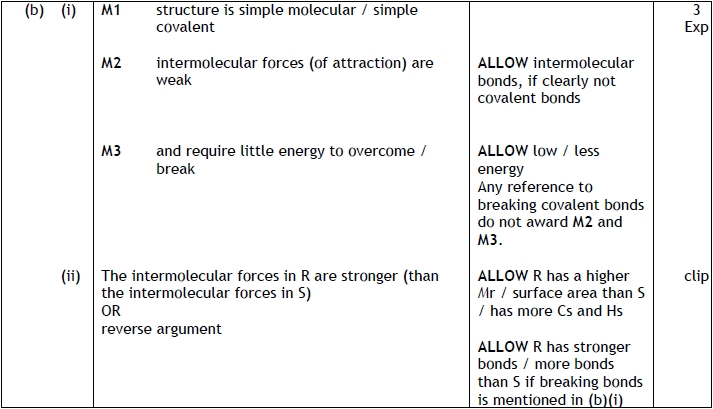 (b) (i) M1 structure is simple molecular / simple 3
covalent Exp
M2 intermolecular forces (of attraction) are ALLOW intermolecular
weak bonds, if clearly not
covalent bonds
M3 and require little energy to overcome / ALLOW low / less
break energy
Any reference to
breaking covalent bonds
do not award M2 and
M3.
(ii) The intermolecular forces in R are stronger (than ALLOW R has a higher clip
the intermolecular forces in S) Mr / surface area than S
OR / has more Cs and Hs
reverse argument
ALLOW R has stronger
bonds / more bonds
than S if breaking bonds
is mentioned in (b)(i)